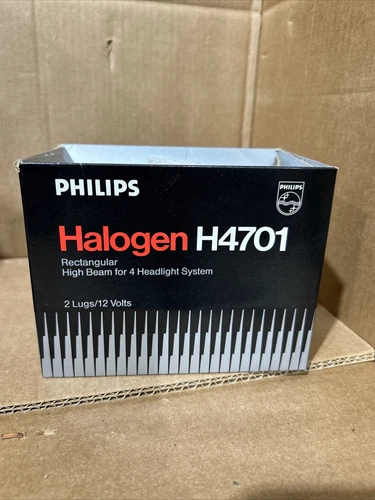 PHILIPS
PHILIPS
Halogen H4701
Rectangular
High Beam for 4 Headlight System
2 Lugs/12 Volts